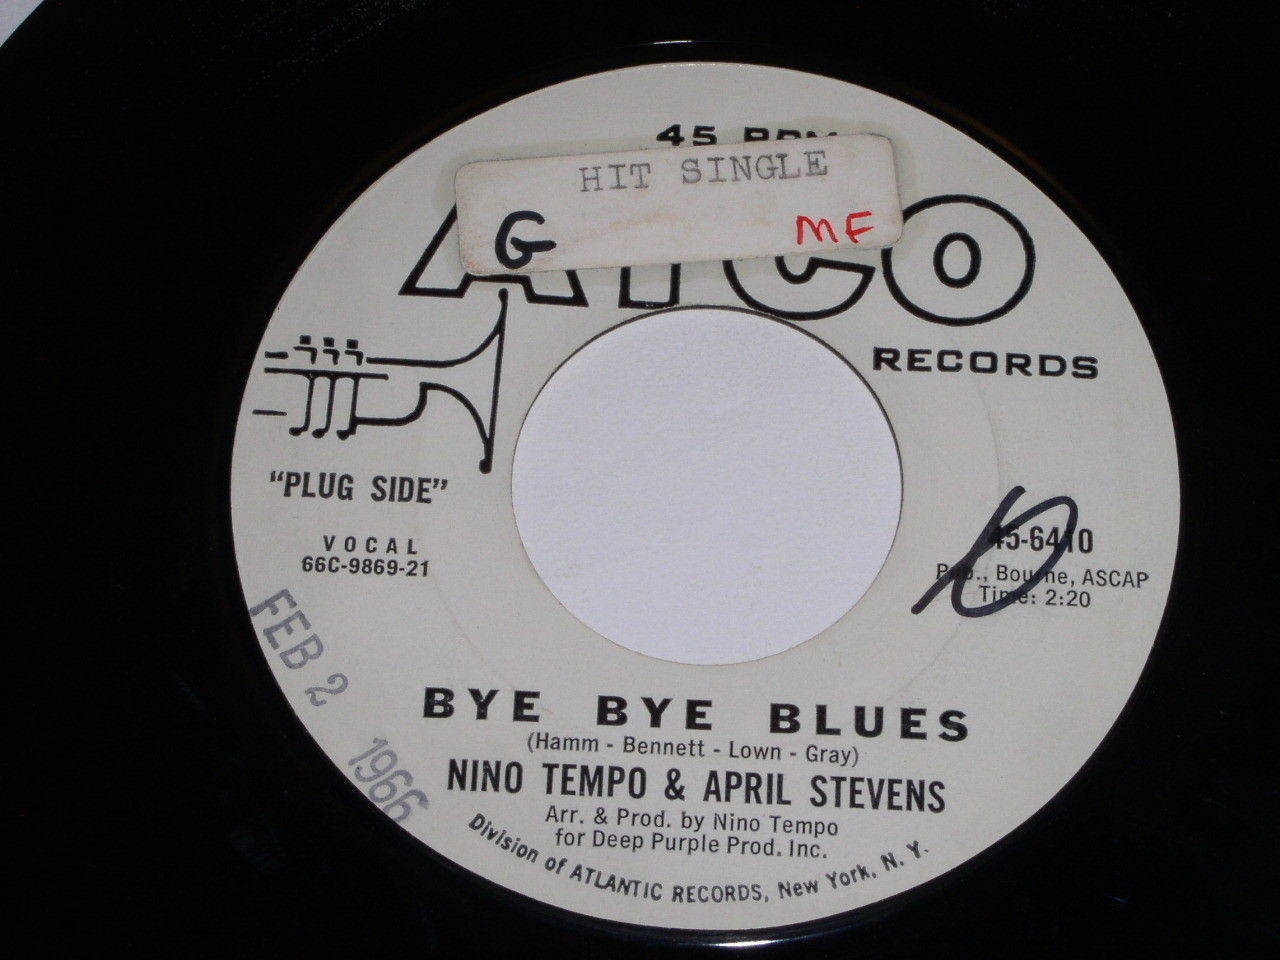 45 RPM
HIT SINGLE
G MF
ATCO
RECORDS
"PLUG SIDE"
VOCAL
66C-9869-21
45-6410
Pub., Bourne, ASCAP
Time: 2:20
FEB 2 1966
BYE BYE BLUES
(Hamm - Bennett - Lown - Gray)
NINO TEMPO & APRIL STEVENS
Arr. & Prod. by Nino Tempo
for Deep Purple Prod. Inc.
Division of ATLANTIC RECORDS, New York, N. Y.